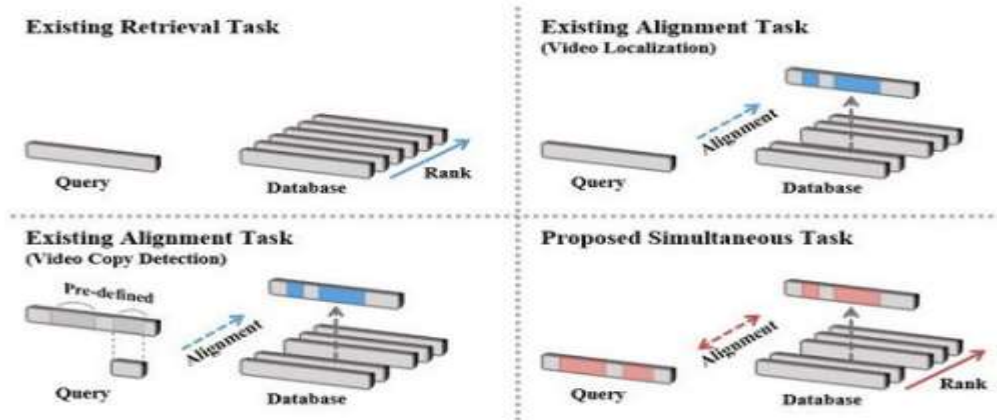 Existing Retrieval Task
Query
Database
Rank
Existing Alignment Task
(Video Localization)
Alignment
Query
Database
Existing Alignment Task
(Video Copy Detection)
Pre-defined
Alignment
Query
Database
Proposed Simultaneous Task
Alignment
Query
Database
Rank